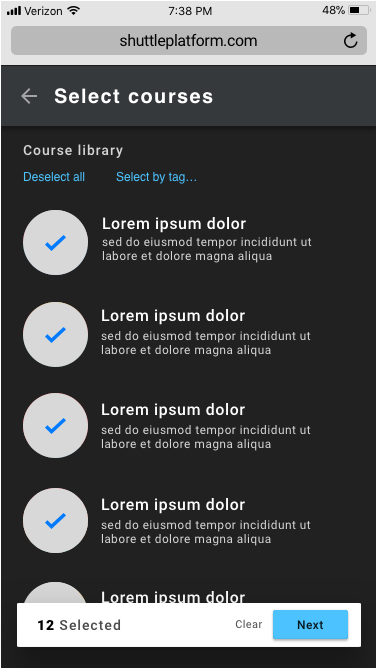 Verizon 7:38 PM 48%
shuttleplatform.com
Select courses
Course library
Deselect all Select by tag...
Lorem ipsum dolor
sed do eiusmod tempor incididunt ut
labore et dolore magna aliqua
Lorem ipsum dolor
sed do eiusmod tempor incididunt ut
labore et dolore magna aliqua
Lorem ipsum dolor
sed do eiusmod tempor incididunt ut
labore et dolore magna aliqua
Lorem ipsum dolor
sed do eiusmod tempor incididunt ut
labore et dolore magna aliqua
Lorem ipsum dolor
12 Selected Clear Next